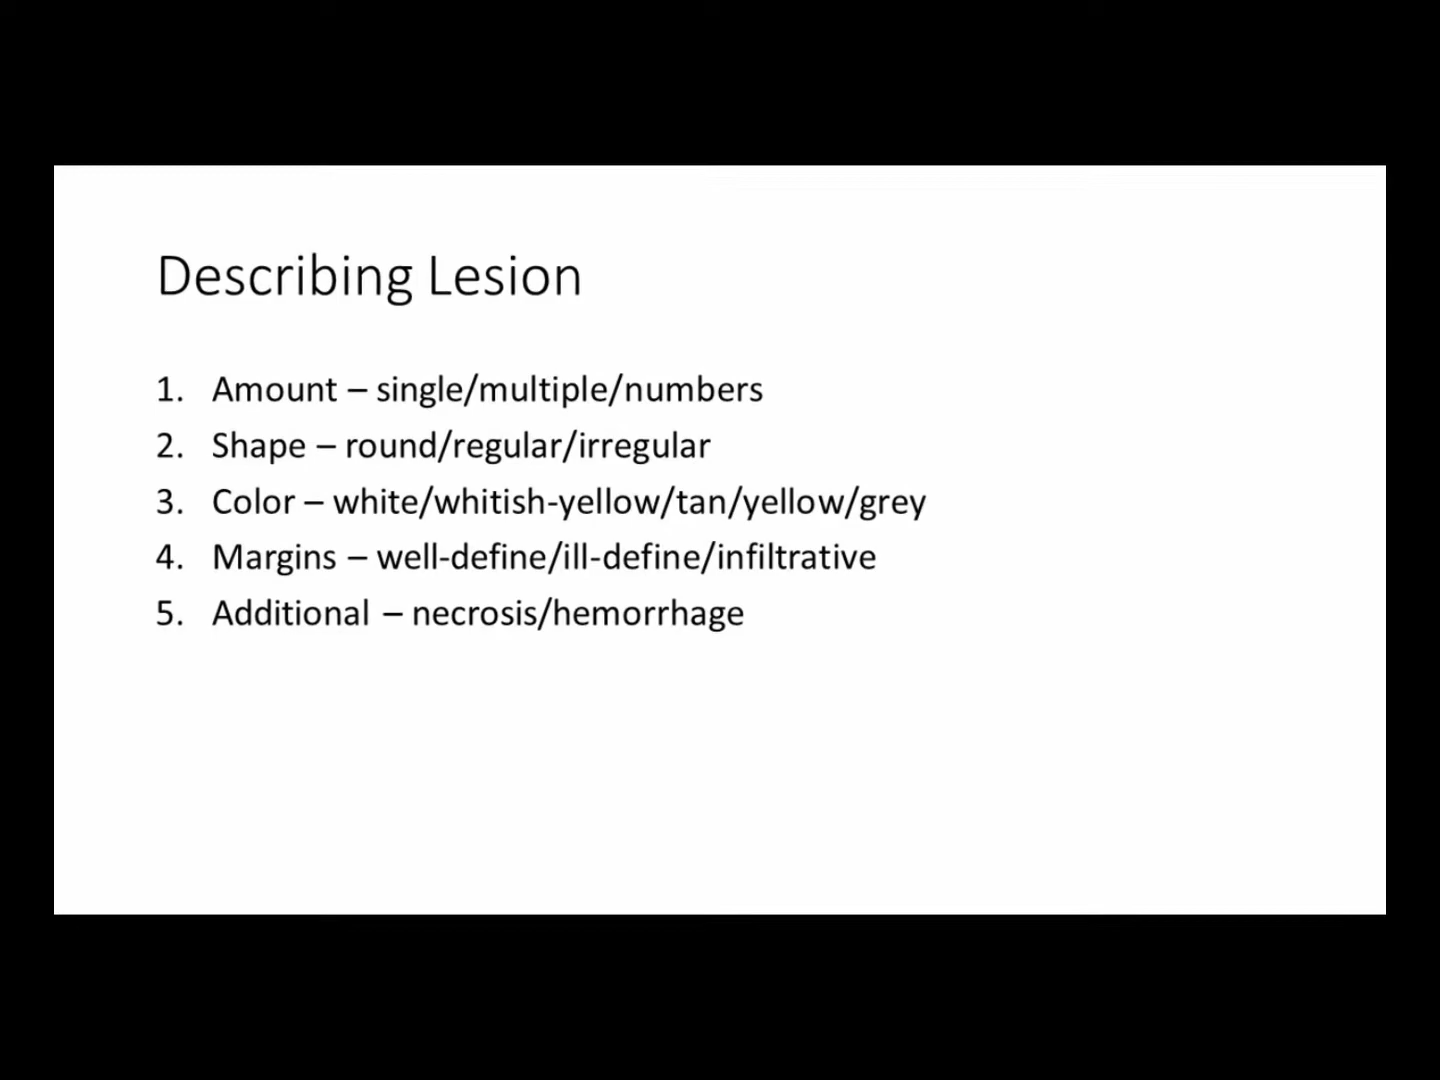 Describing Lesion
1. Amount – single/multiple/numbers
2. Shape – round/regular/irregular
3. Color – white/whitish-yellow/tan/yellow/grey
4. Margins – well-define/ill-define/infiltrative
5. Additional – necrosis/hemorrhage